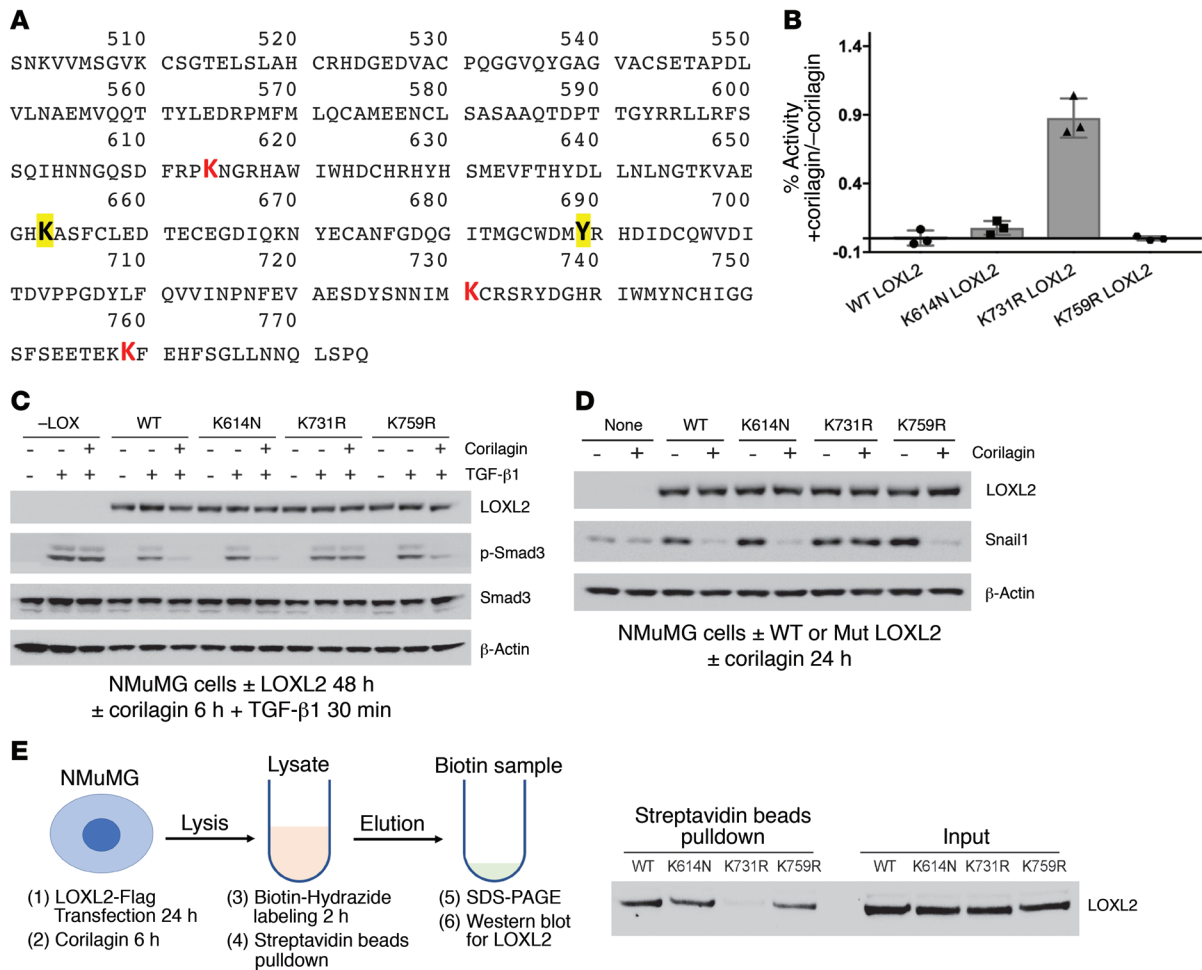 A
510 520 530 540 550
SNKVVMSGVK CSGTELSLAH CRHDGEDVAC PQGGVQYGAG VACSETAPDL
560 570 580 590 600
VLNAEMVQQT TYLEDRPMFM LQCAMEENCL SASAAQTDPT TGYRRLLRFS
610 620 630 640 650
SQIHNNGQSD FRPKNGRHAW IWHDCHRHYH SMEVFTHYDL LNLNGTKVAE
660 670 680 690 700
GHKASFCLED TECEGDIQKN YECANFGDQG ITMGCWDMYR HDIDCQWVDI
710 720 730 740 750
TDVPPGDYLF QVVINPNFEV AESDYSNNIM KCRSRYDGHR IWMYNCHIGG
760 770
SFSEETEKKF EHFSGLLNNQ LSPQ
B
% Activity
+corilagin/–corilagin
1.4
0.9
0.4
-0.1
WT LOXL2
K614N LOXL2
K731R LOXL2
K759R LOXL2
C
–LOX WT K614N K731R K759R
- - + - - + - - + - - + - - + Corilagin
- + + - + + - + + - + + - + + TGF-β1
LOXL2
p-Smad3
Smad3
β-Actin
NMuMG cells ± LOXL2 48 h
± corilagin 6 h + TGF-β1 30 min
D
None WT K614N K731R K759R
- + - + - + - + - + Corilagin
LOXL2
Snail1
β-Actin
NMuMG cells ± WT or Mut LOXL2
± corilagin 24 h
E
NMuMG
Lysis
Lysate
Elution
Biotin sample
(1) LOXL2-Flag
Transfection 24 h
(2) Corilagin 6 h
(3) Biotin-Hydrazide
labeling 2 h
(4) Streptavidin beads
pulldown
(5) SDS-PAGE
(6) Western blot
for LOXL2
Streptavidin beads
pulldown
Input
WT K614N K731R K759R WT K614N K731R K759R
LOXL2